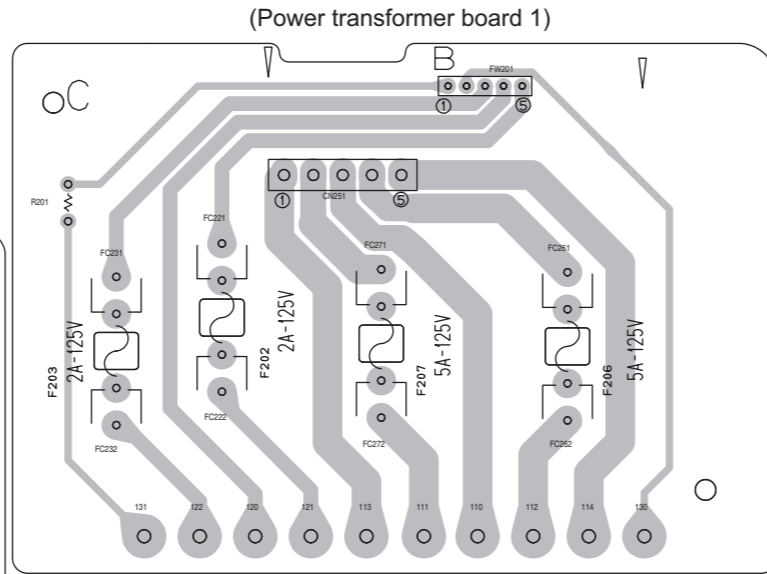 (Power transformer board 1)
B
C
FW201
① ⑤
R201
CN251
① ⑤
FC221
FC231
FC271
FC261
F203
2A-125V
F202
2A-125V
F207
5A-125V
F206
5A-125V
FC222
FC232
FC272
FC262
131 122 120 121 113 111 110 112 114 130